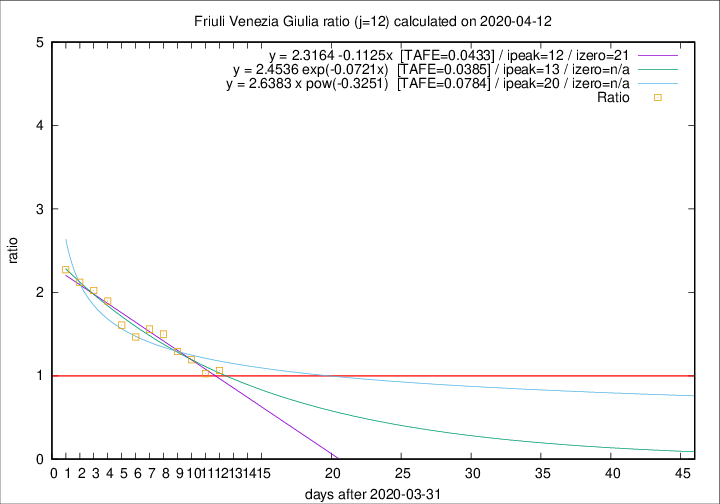 Friuli Venezia Giulia ratio (j=12) calculated on 2020-04-12
y = 2.3164 -0.1125x [TAFE=0.0433] / ipeak=12 / izero=21
y = 2.4536 exp(-0.0721x) [TAFE=0.0385] / ipeak=13 / izero=n/a
y = 2.6383 x pow(-0.3251) [TAFE=0.0784] / ipeak=20 / izero=n/a
Ratio
5
4
3
2
1
0
ratio
0 1 2 3 4 5 6 7 8 9 10 11 12 13 14 15 20 25 30 35 40 45
days after 2020-03-31